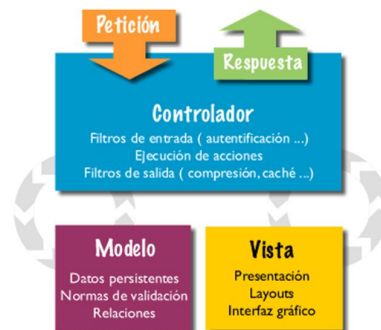 Petición
Respuesta
Controlador
Filtros de entrada ( autentificación ...)
Ejecución de acciones
Filtros de salida ( compresión, caché ...)
Modelo
Datos persistentes
Normas de validación
Relaciones
Vista
Presentación
Layouts
Interfaz gráfico